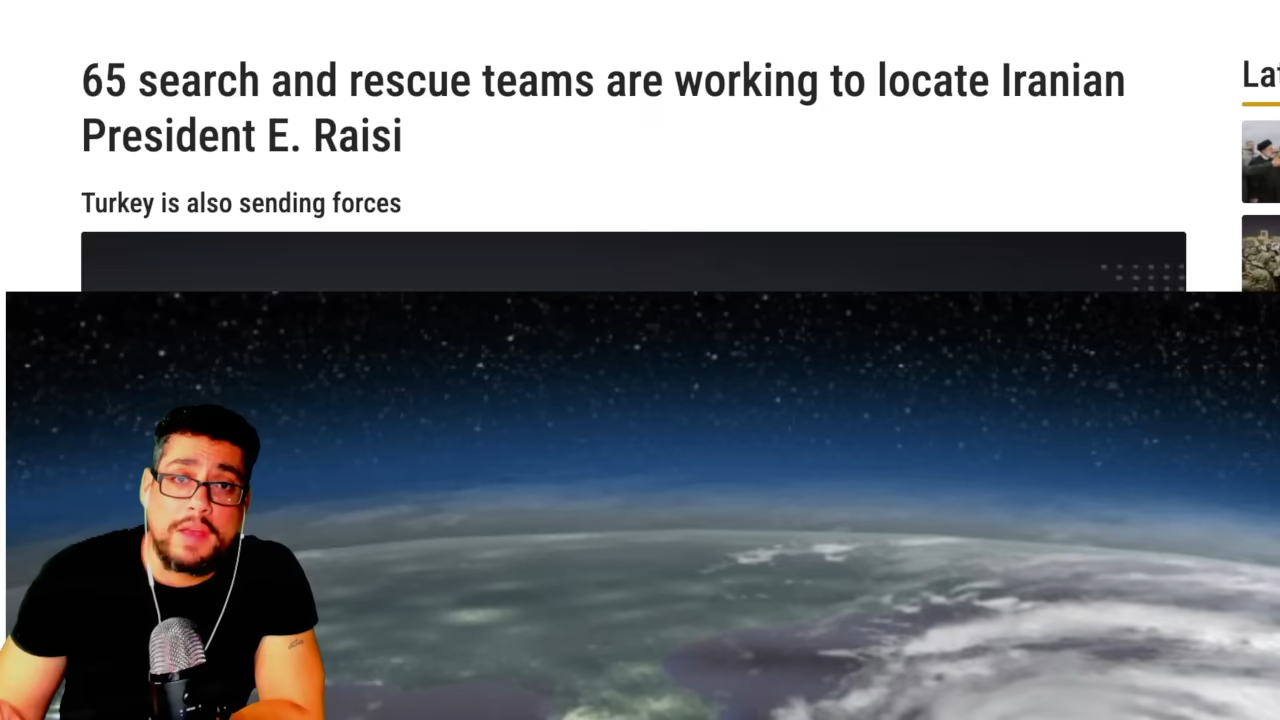 65 search and rescue teams are working to locate Iranian
President E. Raisi
Turkey is also sending forces